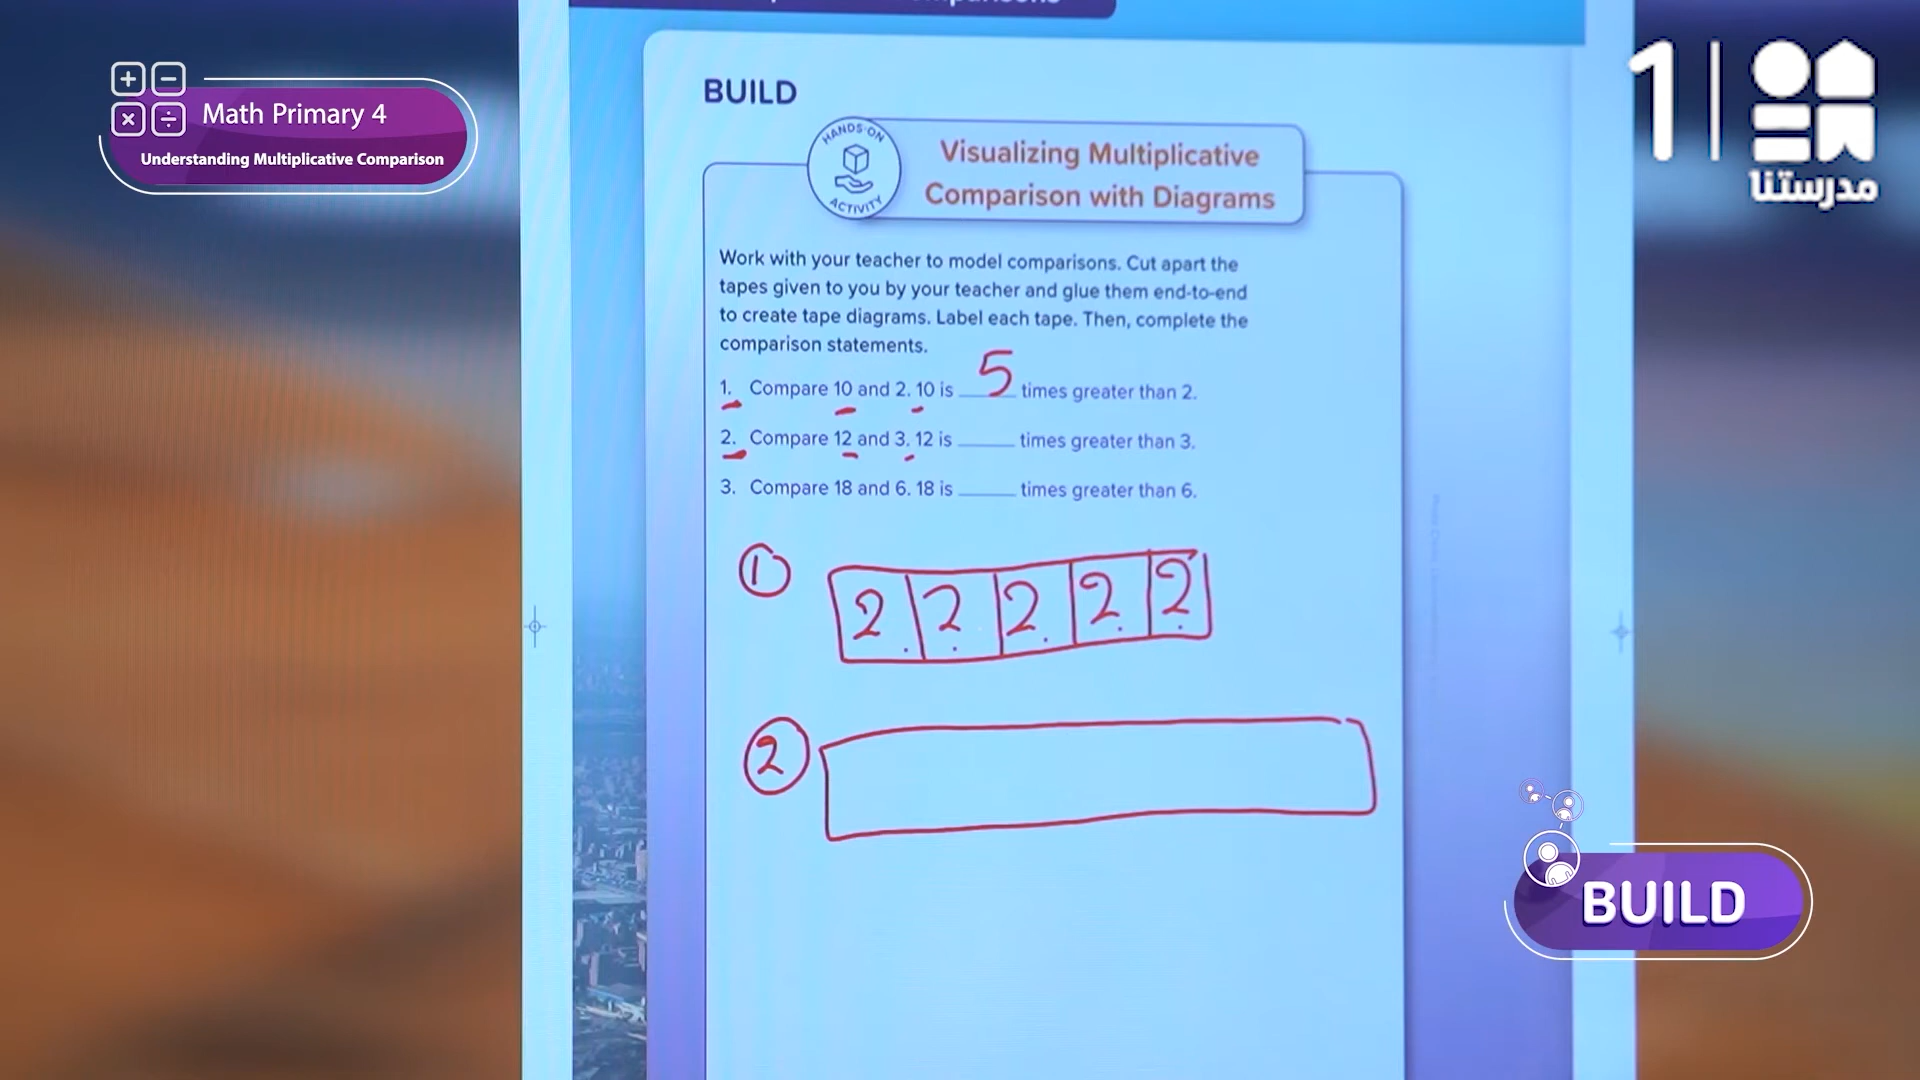 Math Primary 4
Understanding Multiplicative Comparison
1
مدرستنا
BUILD
HANDS-ON
ACTIVITY
Visualizing Multiplicative
Comparison with Diagrams
Work with your teacher to model comparisons. Cut apart the
tapes given to you by your teacher and glue them end-to-end
to create tape diagrams. Label each tape. Then, complete the
comparison statements.
1. Compare 10 and 2. 10 is 5 times greater than 2.
2. Compare 12 and 3. 12 is ____ times greater than 3.
3. Compare 18 and 6. 18 is ____ times greater than 6.
1 2 2 2 2 2
2
BUILD